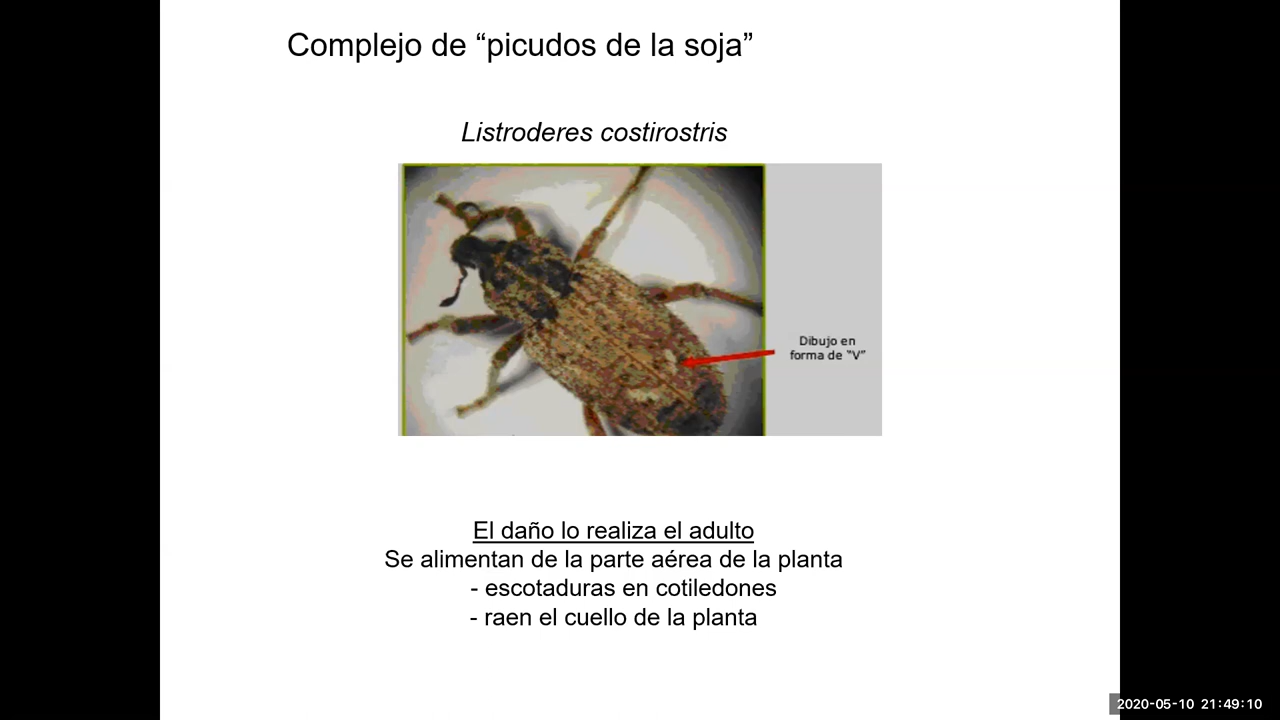 Complejo de “picudos de la soja”
Listroderes costirostris
Dibujo en
forma de “V”
El daño lo realiza el adulto
Se alimentan de la parte aérea de la planta
- escotaduras en cotiledones
- raen el cuello de la planta
2020-05-10 21:49:10